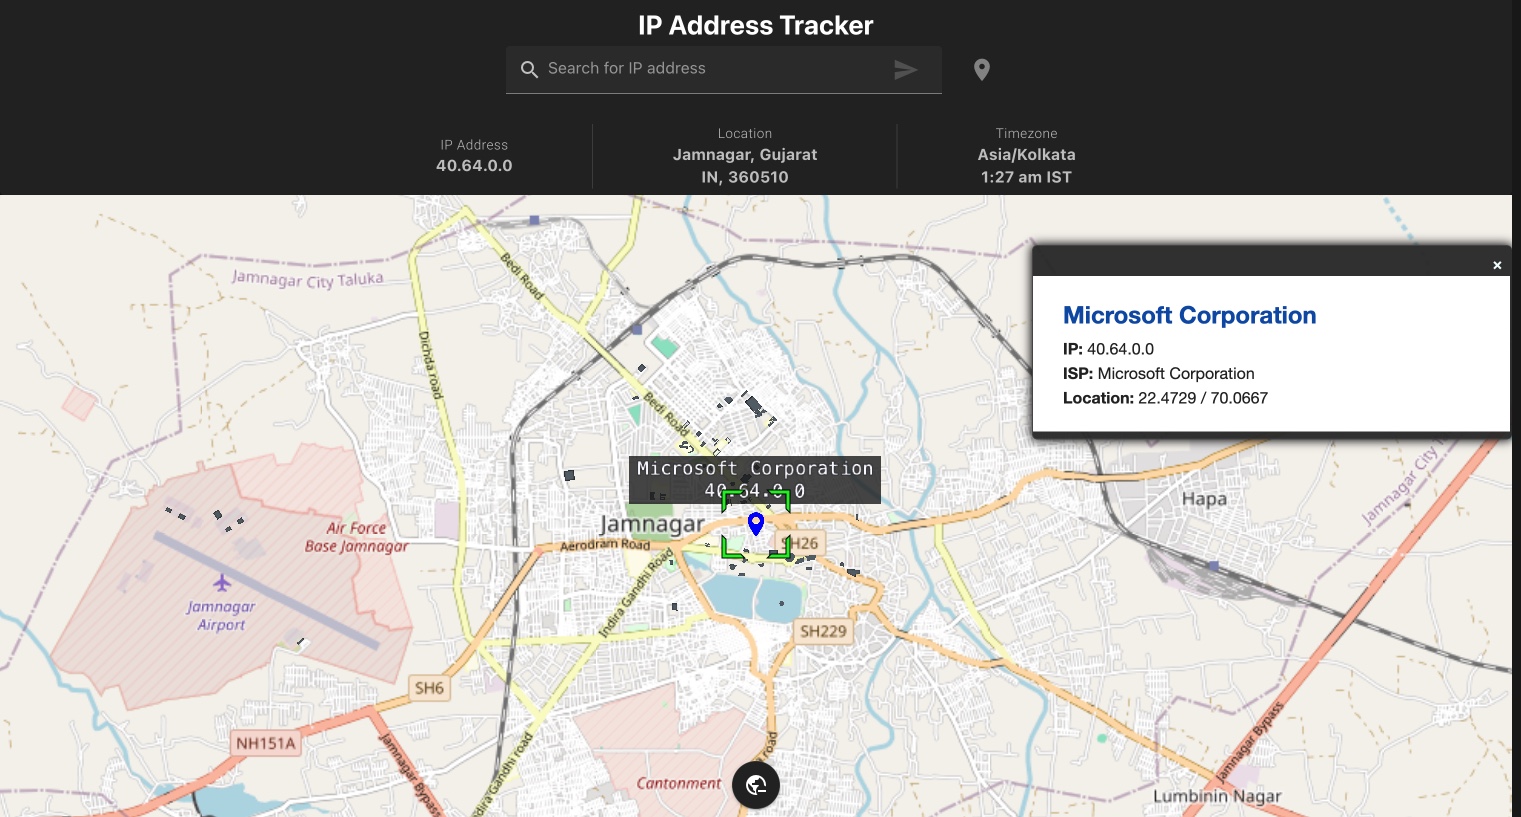 IP Address Tracker
Search for IP address
IP Address
40.64.0.0
Location
Jamnagar, Gujarat
IN, 360510
Timezone
Asia/Kolkata
1:27 am IST
×
Microsoft Corporation
IP: 40.64.0.0
ISP: Microsoft Corporation
Location: 22.4729 / 70.0667
Jamnagar City Taluka
Bedi Road
Dichda road
Bedi Road
Microsoft Corporation
40.64.0.0
Jamnagar City T
Hapa
Jamnagar
Air Force
Base Jamnagar
Aerodram Road
SH26
Indira Gandhi Road
Jamnagar
Airport
SH229
SH6
NH151A
Jamnagar Bypass
dira Gandhi road
road
Cantonment
Jamnagar Bypass
Lumbinin Nagar